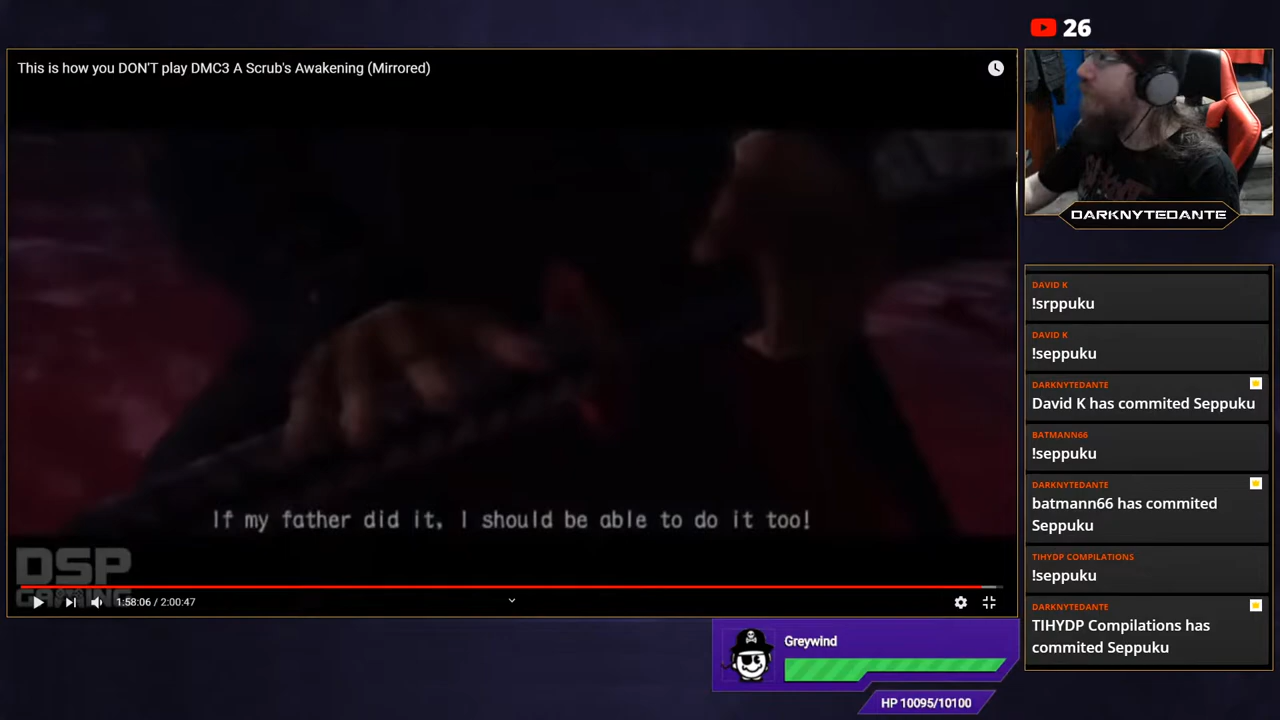 26
This is how you DON'T play DMC3 A Scrub's Awakening (Mirrored)
DARKNYTEDANTE
DAVID K
!srppuku
DAVID K
!seppuku
DARKNYTEDANTE
David K has commited Seppuku
BATMANN66
!seppuku
DARKNYTEDANTE
batmann66 has commited
Seppuku
TIHYDP COMPILATIONS
!seppuku
DARKNYTEDANTE
TIHYDP Compilations has
commited Seppuku
If my father did it, I should be able to do it too!
DSP
GAMING
1:58:06 / 2:00:47
Greywind
HP 10095/10100